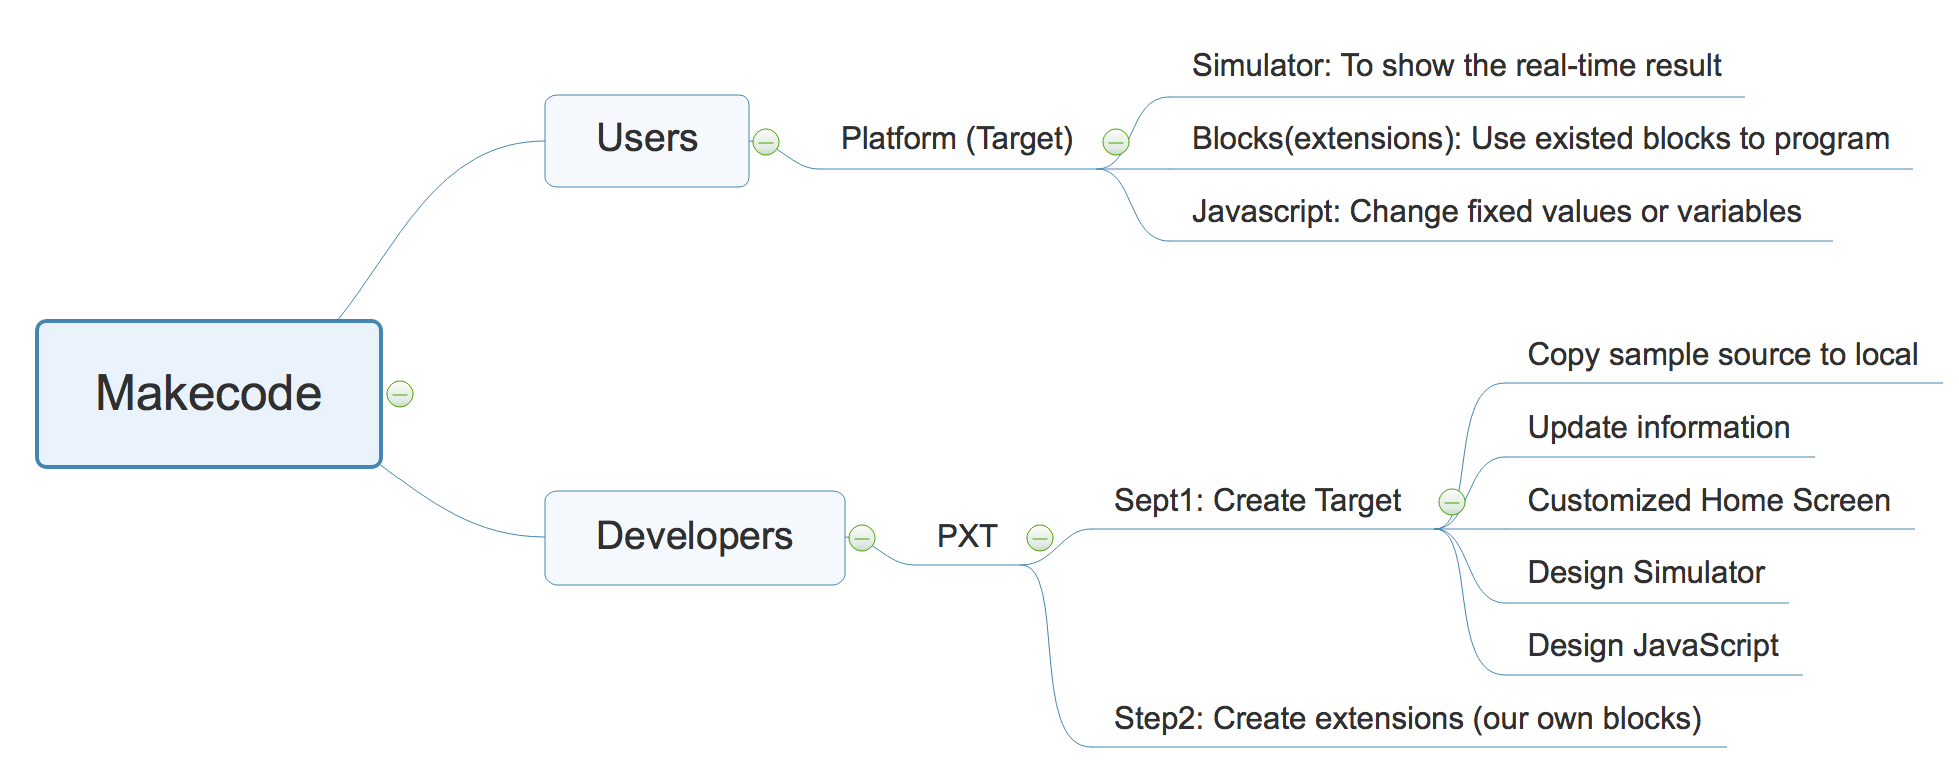 Makecode
Users
Platform (Target)
Simulator: To show the real-time result
Blocks(extensions): Use existed blocks to program
Javascript: Change fixed values or variables
Developers
PXT
Sept1: Create Target
Copy sample source to local
Update information
Customized Home Screen
Design Simulator
Design JavaScript
Step2: Create extensions (our own blocks)